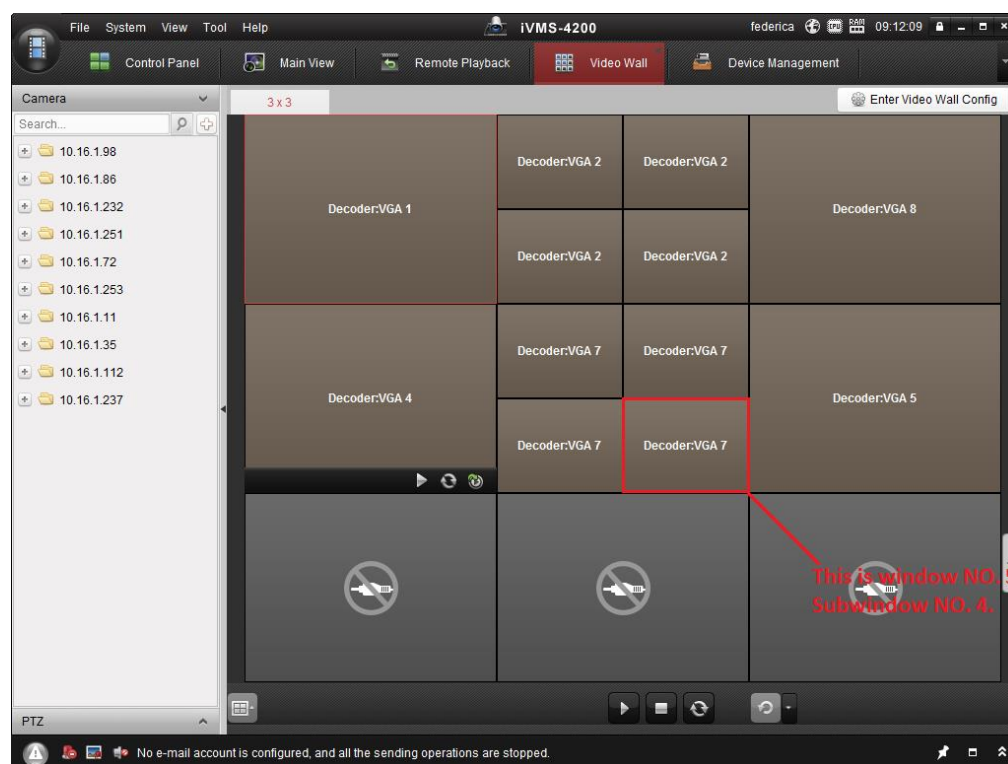 File System View Tool Help iVMS-4200 federica CPU RAM 09:12:09
Control Panel Main View Remote Playback Video Wall Device Management
Camera
3 x 3
Enter Video Wall Config
Search...
10.16.1.98
10.16.1.86
10.16.1.232
10.16.1.251
10.16.1.72
10.16.1.253
10.16.1.11
10.16.1.35
10.16.1.112
10.16.1.237
Decoder:VGA 1
Decoder:VGA 2
Decoder:VGA 2
Decoder:VGA 2
Decoder:VGA 2
Decoder:VGA 8
Decoder:VGA 4
Decoder:VGA 7
Decoder:VGA 7
Decoder:VGA 7
Decoder:VGA 7
Decoder:VGA 5
This is window NO.
Subwindow NO. 4.
PTZ
No e-mail account is configured, and all the sending operations are stopped.